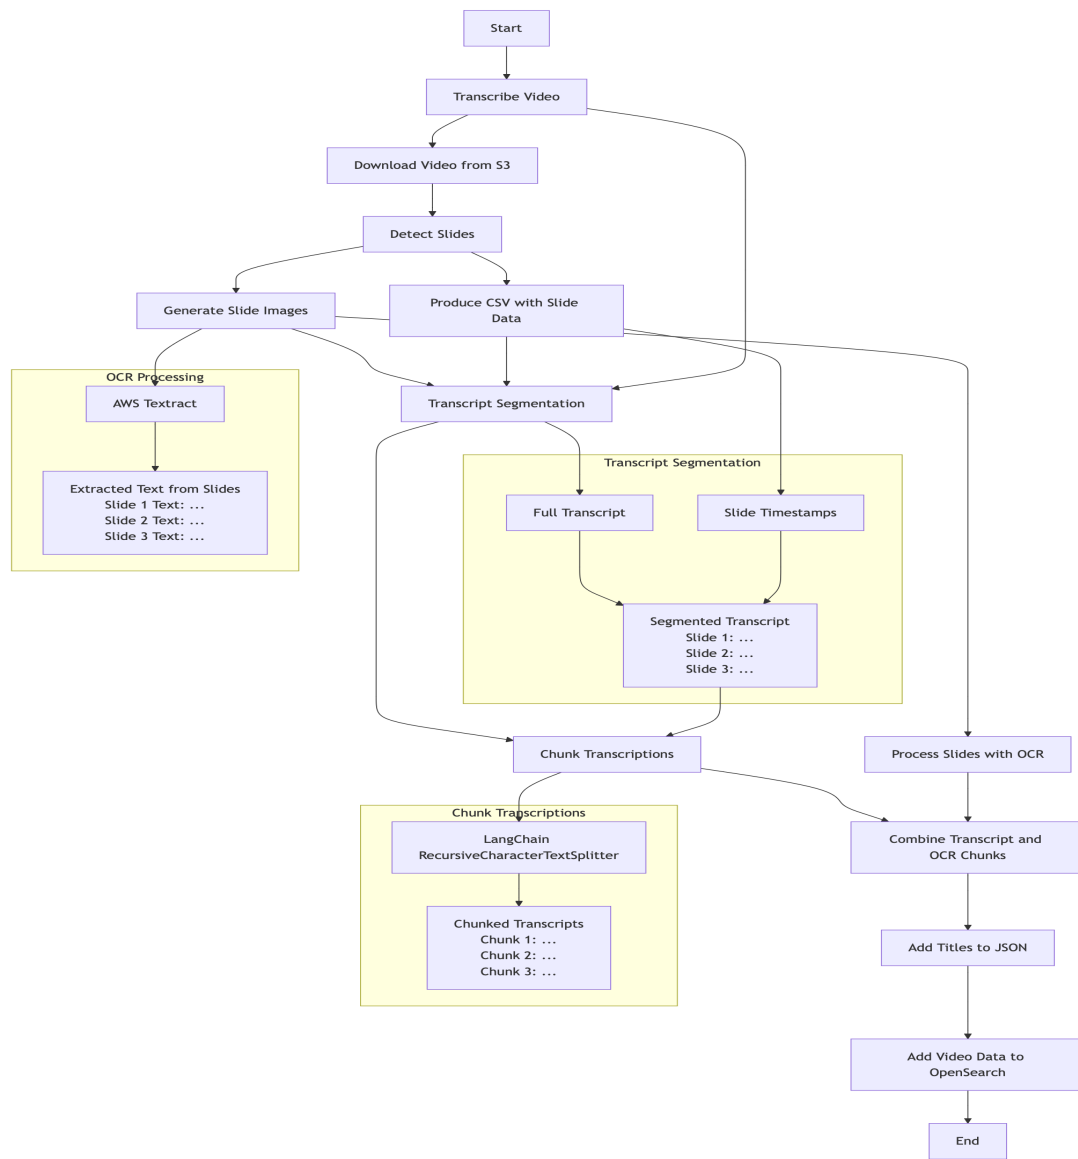 Start
Transcribe Video
Download Video from S3
Detect Slides
Generate Slide Images
Produce CSV with Slide
Data
OCR Processing
AWS Textract
Extracted Text from Slides
Slide 1 Text: ...
Slide 2 Text: ...
Slide 3 Text: ...
Transcript Segmentation
Transcript Segmentation
Full Transcript
Slide Timestamps
Segmented Transcript
Slide 1: ...
Slide 2: ...
Slide 3: ...
Chunk Transcriptions
Process Slides with OCR
Chunk Transcriptions
LangChain
RecursiveCharacterTextSplitter
Chunked Transcripts
Chunk 1: ...
Chunk 2: ...
Chunk 3: ...
Combine Transcript and
OCR Chunks
Add Titles to JSON
Add Video Data to
OpenSearch
End